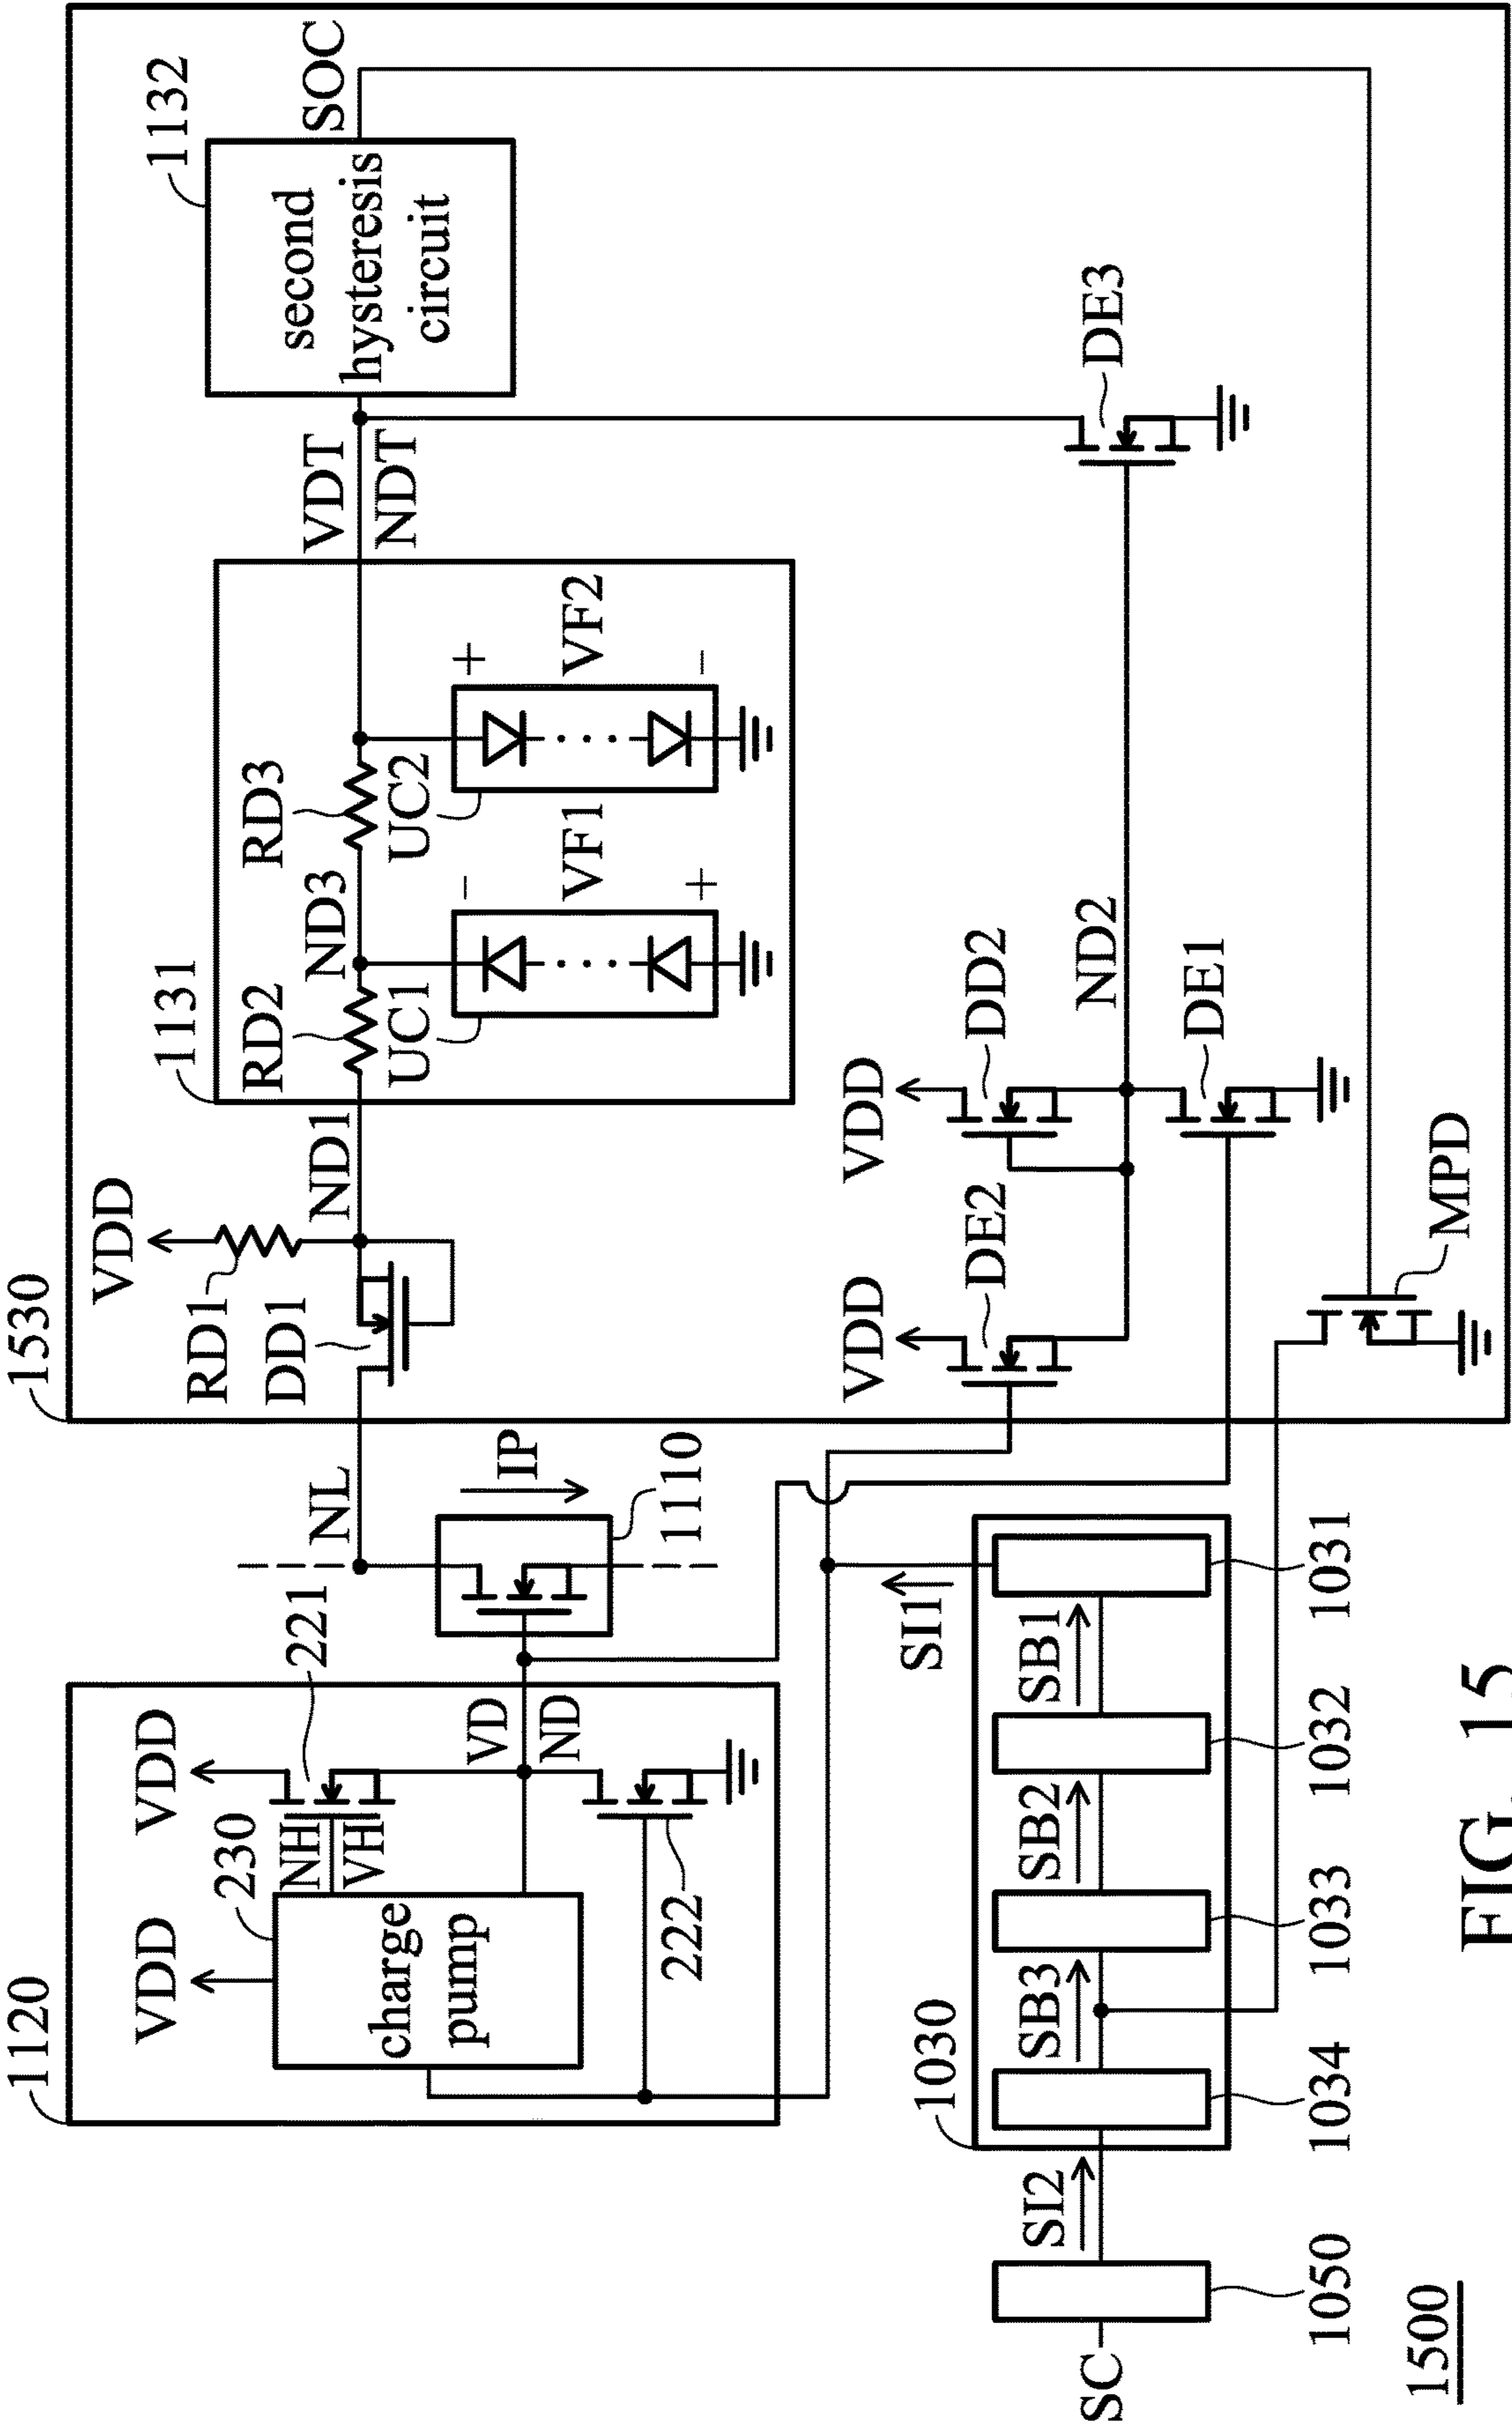 1530
1132
SOC
second
hysteresis
circuit
VDT
NDT
1131
RD2
ND3
RD3
UC1
VF1
UC2
VF2
-
+
+
-
VDD
RD1
ND1
DD1
NL
IP
1110
DE3
VDD
DD2
ND2
DE1
VDD
DE2
MPD
1120
VDD
230
VDD
221
NH
VH
charge
pump
VD
ND
222
SI1
1030
SC
SI2
SB3
SB2
SB1
1050
1034
1033
1032
1031
1500
FIG. 15